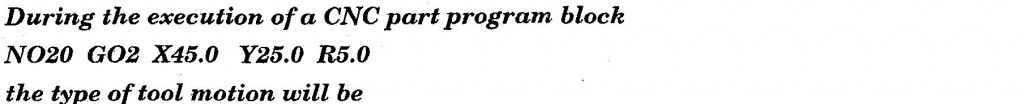 During the execution of a CNC part program block
NO20 GO2 X45.0 Y25.0 R5.0
the type of tool motion will be